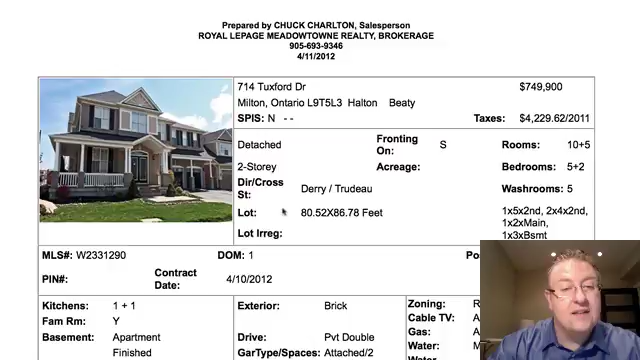 Prepared by CHUCK CHARLTON, Salesperson
ROYAL LEPAGE MEADOWTOWNE REALTY, BROKERAGE
905-693-9346
4/11/2012
714 Tuxford Dr $749,900
Milton, Ontario L9T5L3 Halton Beaty
SPIS: N - - Taxes: $4,229.62/2011
Detached Fronting On: S Rooms: 10+5
2-Storey Acreage: Bedrooms: 5+2
Dir/Cross St: Derry / Trudeau Washrooms: 5
Lot: 80.52X86.78 Feet 1x5x2nd, 2x4x2nd,
1x2xMain,
Lot Irreg: 1x3xBsmt
MLS#: W2331290 DOM: 1
PIN#: Contract Date: 4/10/2012
Kitchens: 1 + 1 Exterior: Brick Zoning:
Fam Rm: Y Cable TV:
Basement: Apartment Drive: Pvt Double Gas:
Finished GarType/Spaces: Attached/2 Water:
Water